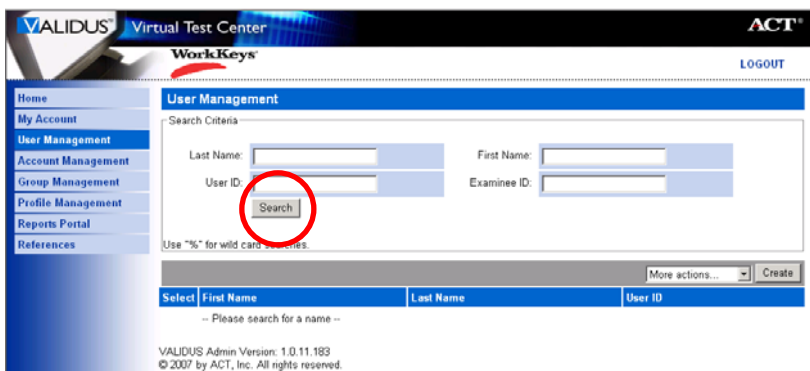 VALIDUS™ Virtual Test Center ACT®
WorkKeys®
LOGOUT
Home
My Account
User Management
Account Management
Group Management
Profile Management
Reports Portal
References
User Management
Search Criteria
Last Name: First Name:
User ID: Examinee ID:
Search
Use "%" for wild card searches.
More actions... Create
Select First Name Last Name User ID
-- Please search for a name --
VALIDUS Admin Version: 1.0.11.183
© 2007 by ACT, Inc. All rights reserved.